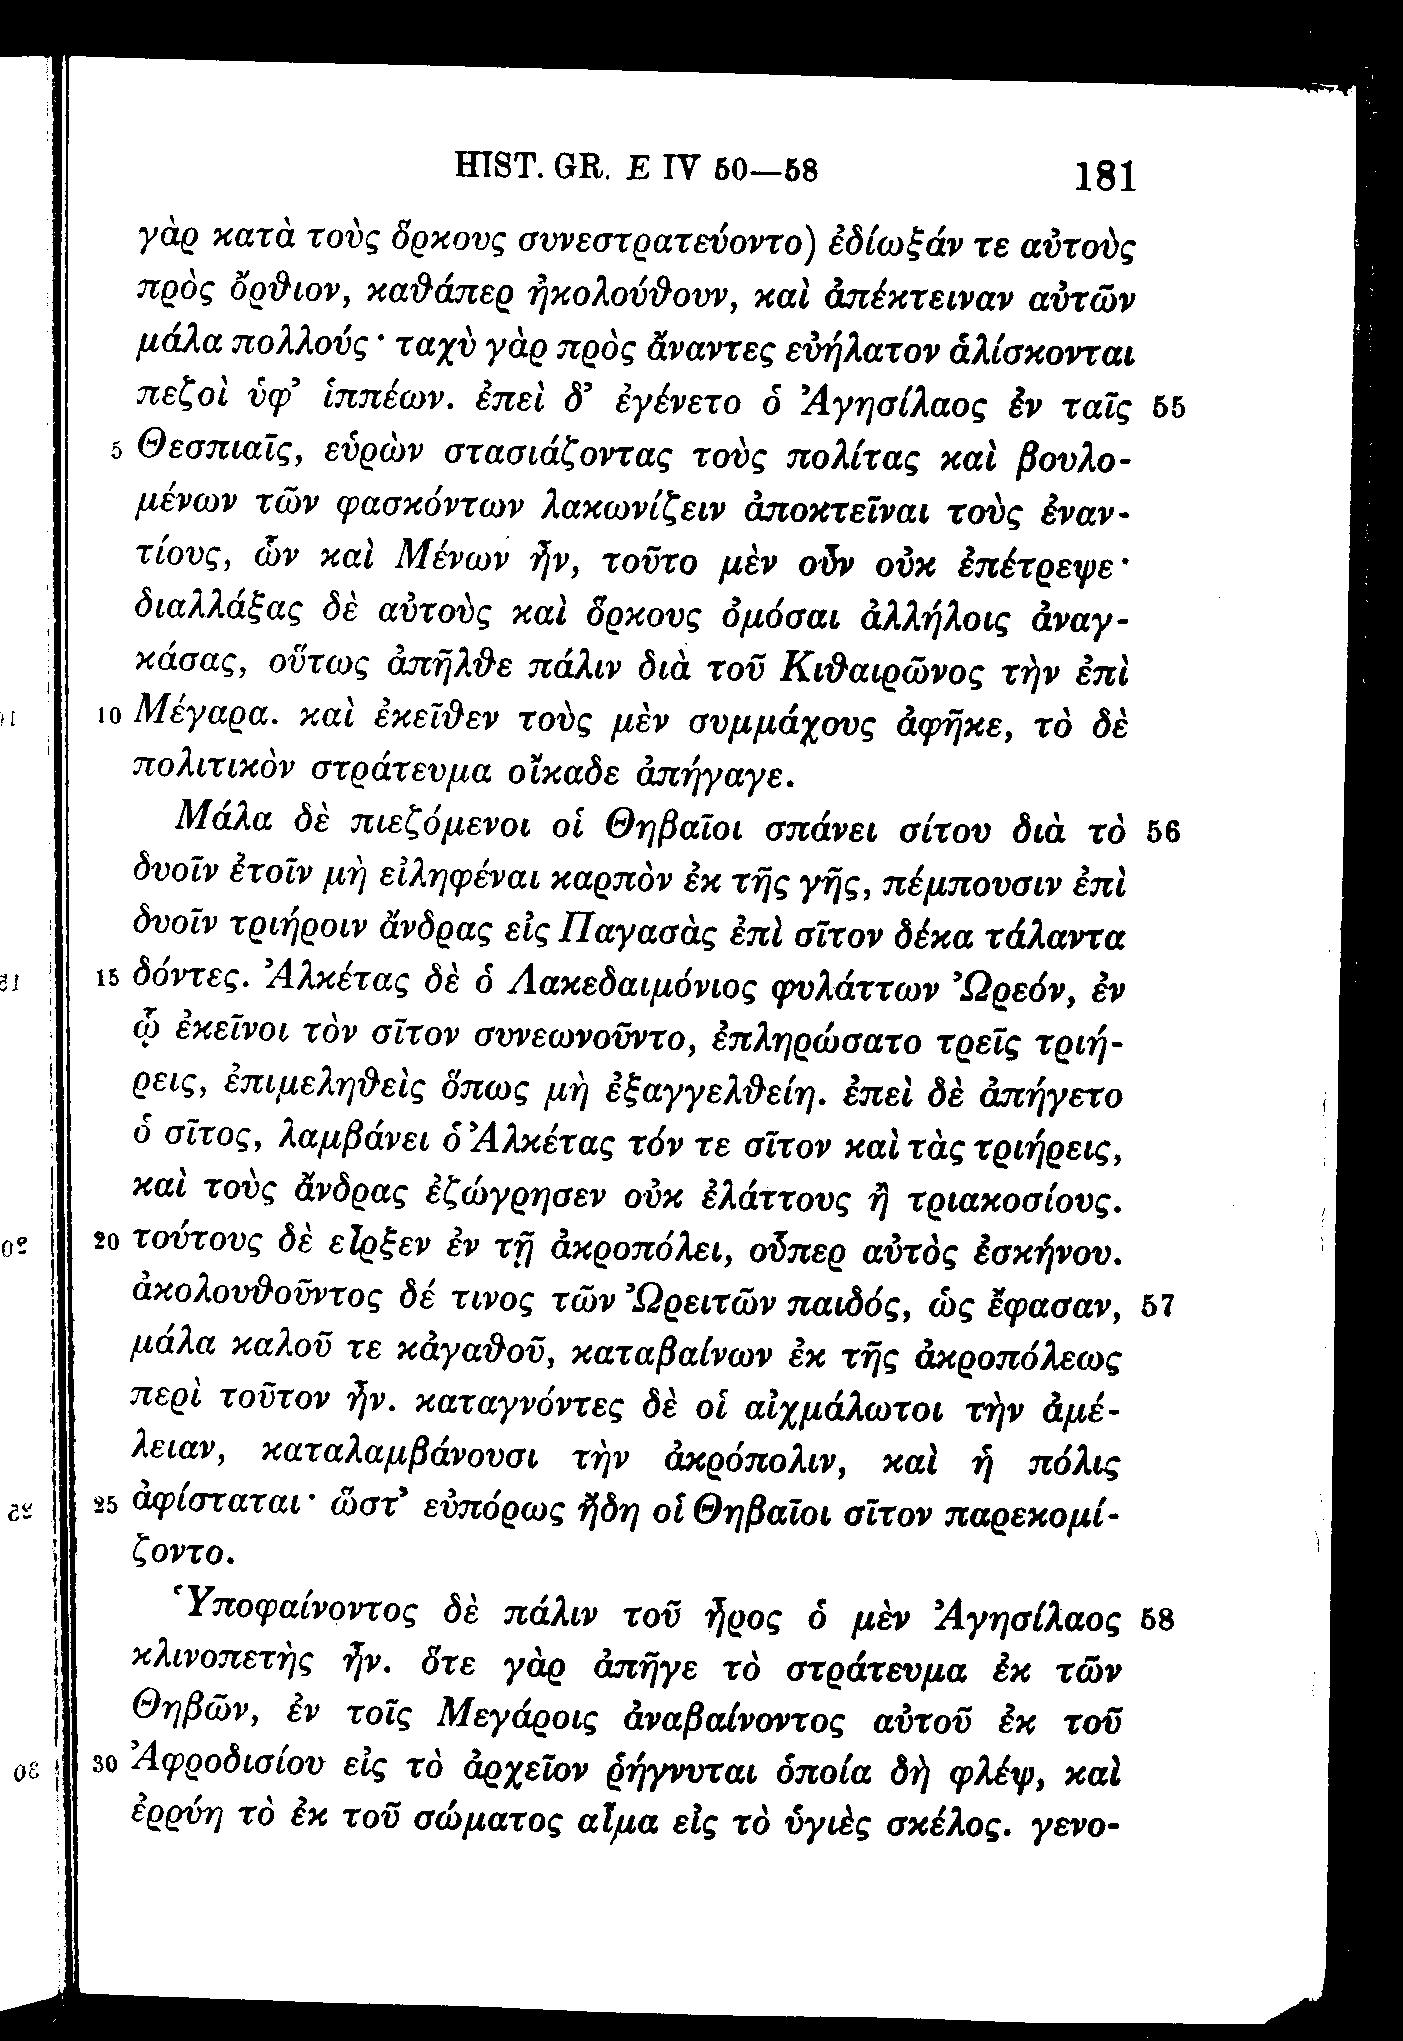 HIST. GR. E IV 50—58 181
γὰρ κατὰ τοὺς ὅρκους συνεστρατεύοντο) ἐδίωξάν τε αὐτοὺς
πρὸς ὄρθιον, καθάπερ ἠκολούθουν, καὶ ἀπέκτειναν αὐτῶν
μάλα πολλούς· ταχὺ γὰρ πρὸς ἄναντες εὐήλατον ἁλίσκονται
πεζοὶ ὑφ' ἱππέων. ἐπεὶ δ' ἐγένετο ὁ Ἀγησίλαος ἐν ταῖς 55
5 Θεσπιαῖς, εὑρὼν στασιάζοντας τοὺς πολίτας καὶ βουλο-
μένων τῶν φασκόντων λακωνίζειν ἀποκτεῖναι τοὺς ἐναν-
τίους, ὧν καὶ Μένων ἦν, τοῦτο μὲν οὖν οὐκ ἐπέτρεψε·
διαλλάξας δὲ αὐτοὺς καὶ ὅρκους ὀμόσαι ἀλλήλοις ἀναγ-
κάσας, οὕτως ἀπῆλθε πάλιν διὰ τοῦ Κιθαιρῶνος τὴν ἐπὶ
10 Μέγαρα. καὶ ἐκεῖθεν τοὺς μὲν συμμάχους ἀφῆκε, τὸ δὲ
πολιτικὸν στράτευμα οἴκαδε ἀπήγαγε.
Μάλα δὲ πιεζόμενοι οἱ Θηβαῖοι σπάνει σίτου διὰ τὸ 56
δυοῖν ἐτοῖν μὴ εἰληφέναι καρπὸν ἐκ τῆς γῆς, πέμπουσιν ἐπὶ
δυοῖν τριήροιν ἄνδρας εἰς Παγασὰς ἐπὶ σῖτον δέκα τάλαντα
15 δόντες. Ἀλκέτας δὲ ὁ Λακεδαιμόνιος φυλάττων Ὠρεόν, ἐν
ᾧ ἐκεῖνοι τὸν σῖτον συνεωνοῦντο, ἐπληρώσατο τρεῖς τριή-
ρεις, ἐπιμεληθεὶς ὅπως μὴ ἐξαγγελθείη. ἐπεὶ δὲ ἀπήγετο
ὁ σῖτος, λαμβάνει ὁ Ἀλκέτας τόν τε σῖτον καὶ τὰς τριήρεις,
καὶ τοὺς ἄνδρας ἐζώγρησεν οὐκ ἐλάττους ἢ τριακοσίους.
20 τούτους δὲ εἶρξεν ἐν τῇ ἀκροπόλει, οὗπερ αὐτὸς ἐσκήνου.
ἀκολουθοῦντος δέ τινος τῶν Ὠρειτῶν παιδός, ὡς ἔφασαν, 57
μάλα καλοῦ τε κἀγαθοῦ, καταβαίνων ἐκ τῆς ἀκροπόλεως
περὶ τοῦτον ἦν. καταγνόντες δὲ οἱ αἰχμάλωτοι τὴν ἀμέ-
λειαν, καταλαμβάνουσι τὴν ἀκρόπολιν, καὶ ἡ πόλις
25 ἀφίσταται· ὥστ' εὐπόρως ἤδη οἱ Θηβαῖοι σῖτον παρεκομί-
ζοντο.
Ὑποφαίνοντος δὲ πάλιν τοῦ ἦρος ὁ μὲν Ἀγησίλαος 58
κλινοπετὴς ἦν. ὅτε γὰρ ἀπῆγε τὸ στράτευμα ἐκ τῶν
Θηβῶν, ἐν τοῖς Μεγάροις ἀναβαίνοντος αὐτοῦ ἐκ τοῦ
30 Ἀφροδισίου εἰς τὸ ἀρχεῖον ῥήγνυται ὁποία δὴ φλέψ, καὶ
ἐρρύη τὸ ἐκ τοῦ σώματος αἷμα εἰς τὸ ὑγιὲς σκέλος. γενο-